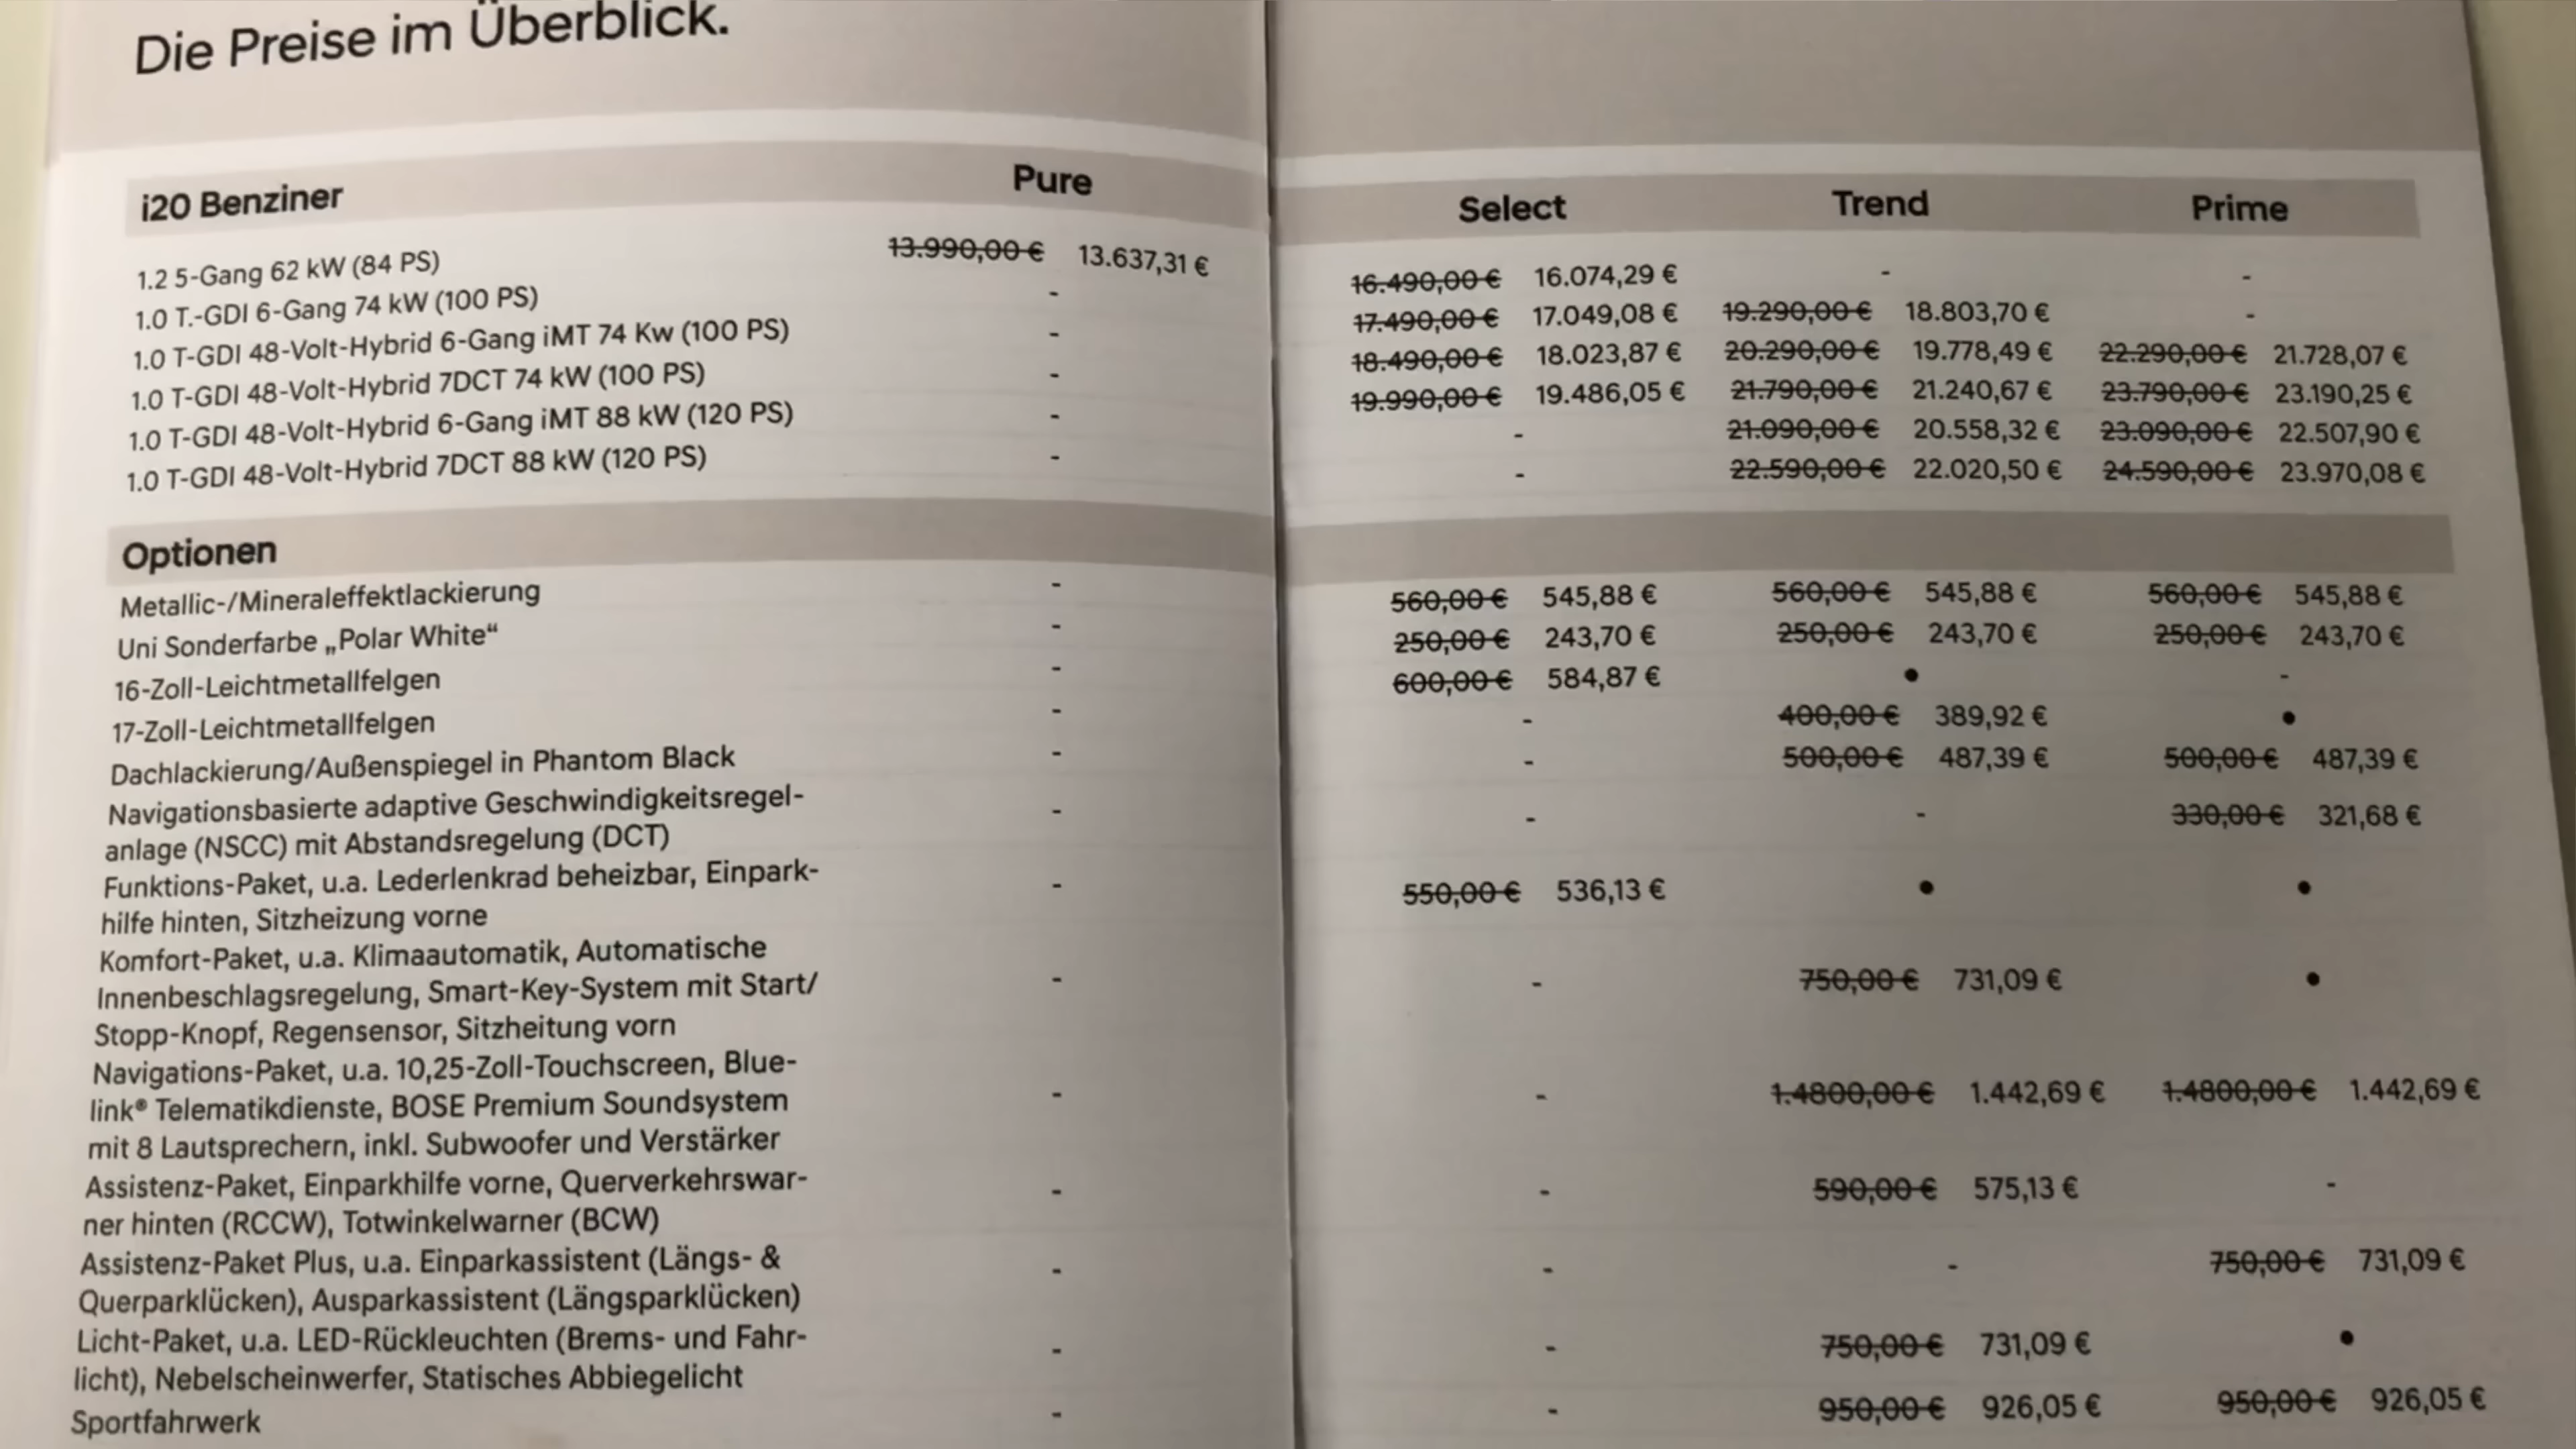 Die Preise im Überblick.
i20 Benziner Pure Select Trend Prime
1.2 5-Gang 62 kW (84 PS) 13.990,00 € 13.637,31 € 16.490,00 € 16.074,29 € - -
1.0 T.-GDI 6-Gang 74 kW (100 PS) - 17.490,00 € 17.049,08 € 19.290,00 € 18.803,70 € -
1.0 T-GDI 48-Volt-Hybrid 6-Gang iMT 74 Kw (100 PS) - 18.490,00 € 18.023,87 € 20.290,00 € 19.778,49 € 22.290,00 € 21.728,07 €
1.0 T-GDI 48-Volt-Hybrid 7DCT 74 kW (100 PS) - 19.990,00 € 19.486,05 € 21.790,00 € 21.240,67 € 23.790,00 € 23.190,25 €
1.0 T-GDI 48-Volt-Hybrid 6-Gang iMT 88 kW (120 PS) - - 21.090,00 € 20.558,32 € 23.090,00 € 22.507,90 €
1.0 T-GDI 48-Volt-Hybrid 7DCT 88 kW (120 PS) - - 22.590,00 € 22.020,50 € 24.590,00 € 23.970,08 €
Optionen
Metallic-/Mineraleffektlackierung - 560,00 € 545,88 € 560,00 € 545,88 € 560,00 € 545,88 €
Uni Sonderfarbe „Polar White“ - 250,00 € 243,70 € 250,00 € 243,70 € 250,00 € 243,70 €
16-Zoll-Leichtmetallfelgen - 600,00 € 584,87 € • -
17-Zoll-Leichtmetallfelgen - - 400,00 € 389,92 € •
Dachlackierung/Außenspiegel in Phantom Black - - 500,00 € 487,39 € 500,00 € 487,39 €
Navigationsbasierte adaptive Geschwindigkeitsregel-
anlage (NSCC) mit Abstandsregelung (DCT) - - - 330,00 € 321,68 €
Funktions-Paket, u.a. Lederlenkrad beheizbar, Einpark-
hilfe hinten, Sitzheizung vorne - 550,00 € 536,13 € • •
Komfort-Paket, u.a. Klimaautomatik, Automatische
Innenbeschlagsregelung, Smart-Key-System mit Start/ - - 750,00 € 731,09 € •
Stopp-Knopf, Regensensor, Sitzheitung vorn
Navigations-Paket, u.a. 10,25-Zoll-Touchscreen, Blue-
link® Telematikdienste, BOSE Premium Soundsystem - - 1.4800,00 € 1.442,69 € 1.4800,00 € 1.442,69 €
mit 8 Lautsprechern, inkl. Subwoofer und Verstärker
Assistenz-Paket, Einparkhilfe vorne, Querverkehrswar-
ner hinten (RCCW), Totwinkelwarner (BCW) - - 590,00 € 575,13 € -
Assistenz-Paket Plus, u.a. Einparkassistent (Längs- &
Querparklücken), Ausparkassistent (Längsparklücken) - - - 750,00 € 731,09 €
Licht-Paket, u.a. LED-Rückleuchten (Brems- und Fahr-
licht), Nebelscheinwerfer, Statisches Abbiegelicht - - 750,00 € 731,09 € •
Sportfahrwerk - - 950,00 € 926,05 € 950,00 € 926,05 €